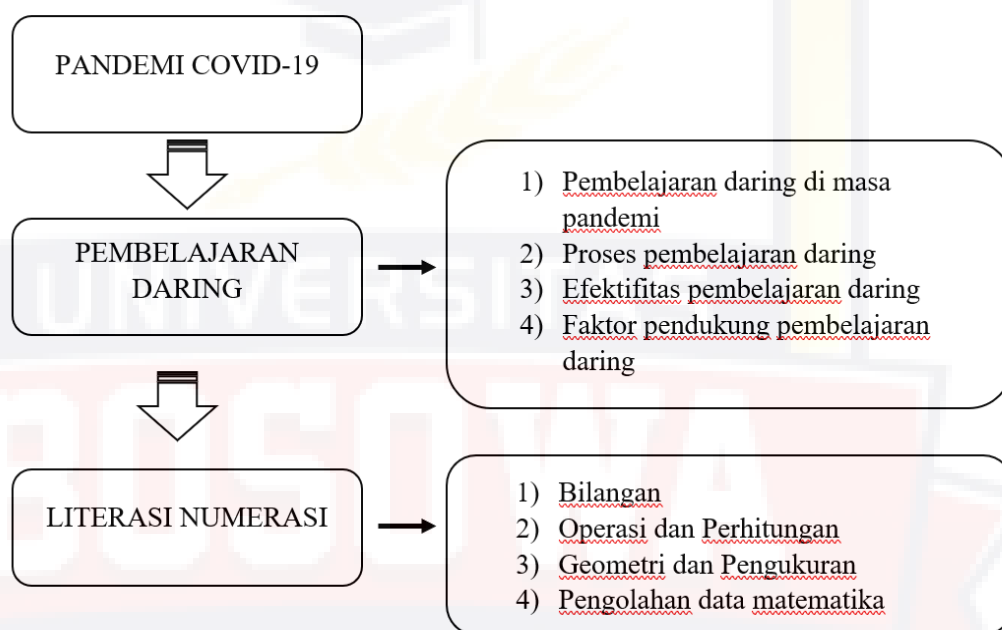 PANDEMI COVID-19
PEMBELAJARAN
DARING
1) Pembelajaran daring di masa
pandemi
2) Proses pembelajaran daring
3) Efektifitas pembelajaran daring
4) Faktor pendukung pembelajaran
daring
LITERASI NUMERASI
1) Bilangan
2) Operasi dan Perhitungan
3) Geometri dan Pengukuran
4) Pengolahan data matematika
UNIVERSITAS
BOSOWA